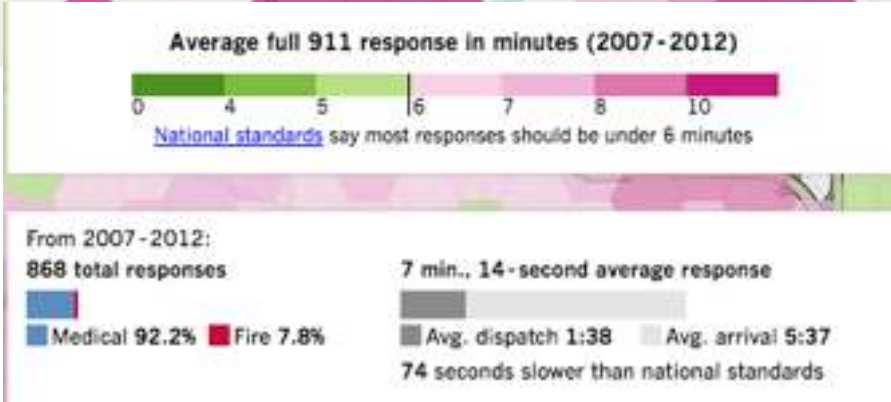 Average full 911 response in minutes (2007-2012)
0 4 5 6 7 8 10
National standards say most responses should be under 6 minutes
From 2007-2012:
868 total responses
Medical 92.2% Fire 7.8%
7 min., 14-second average response
Avg. dispatch 1:38 Avg. arrival 5:37
74 seconds slower than national standards